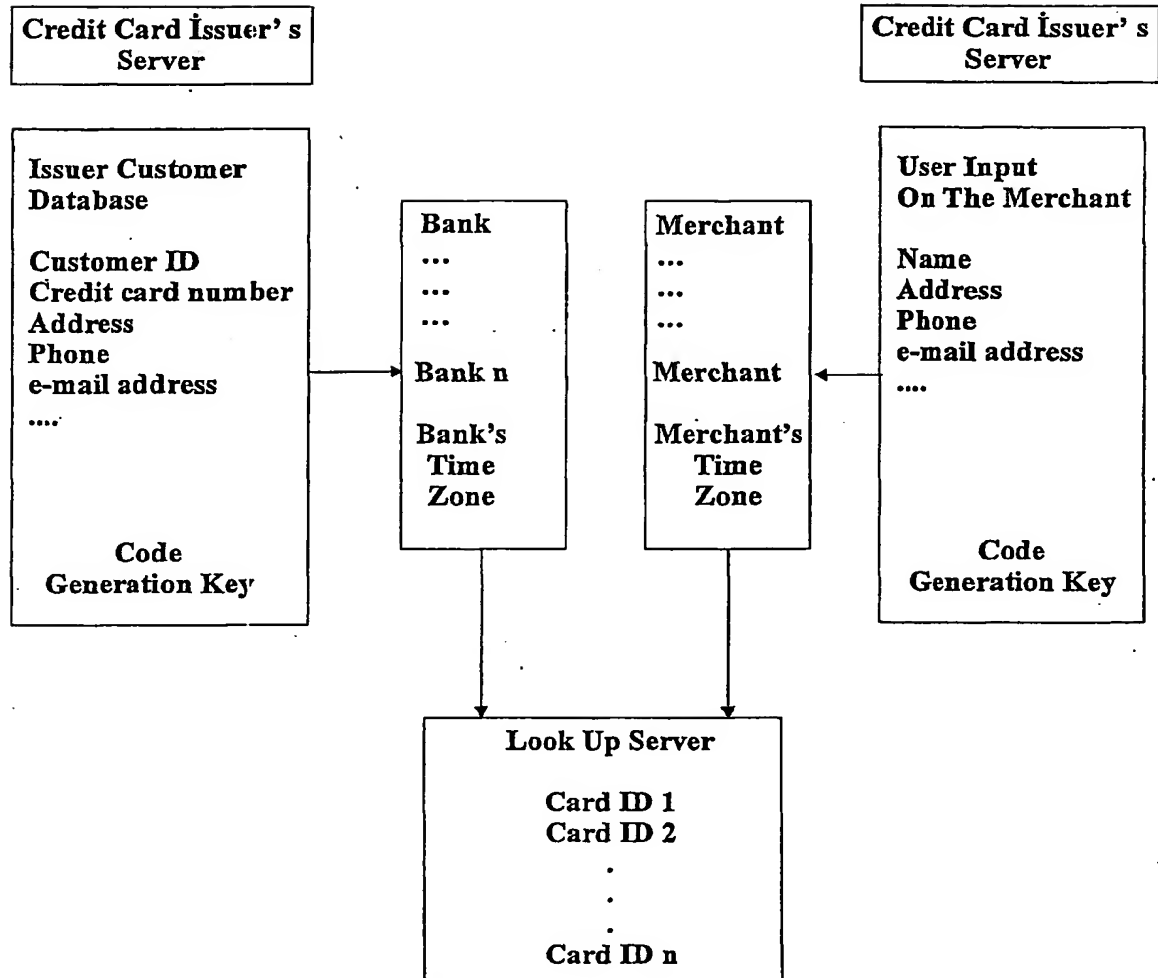 Credit Card İssuer' s
Server
Credit Card İssuer' s
Server
Issuer Customer
Database
Customer ID
Credit card number
Address
Phone
e-mail address
....
Code
Generation Key
Bank
...
...
...
Bank n
Bank's
Time
Zone
Merchant
...
...
...
Merchant
Merchant's
Time
Zone
User Input
On The Merchant
Name
Address
Phone
e-mail address
....
Code
Generation Key
Look Up Server
Card ID 1
Card ID 2
.
.
.
Card ID n